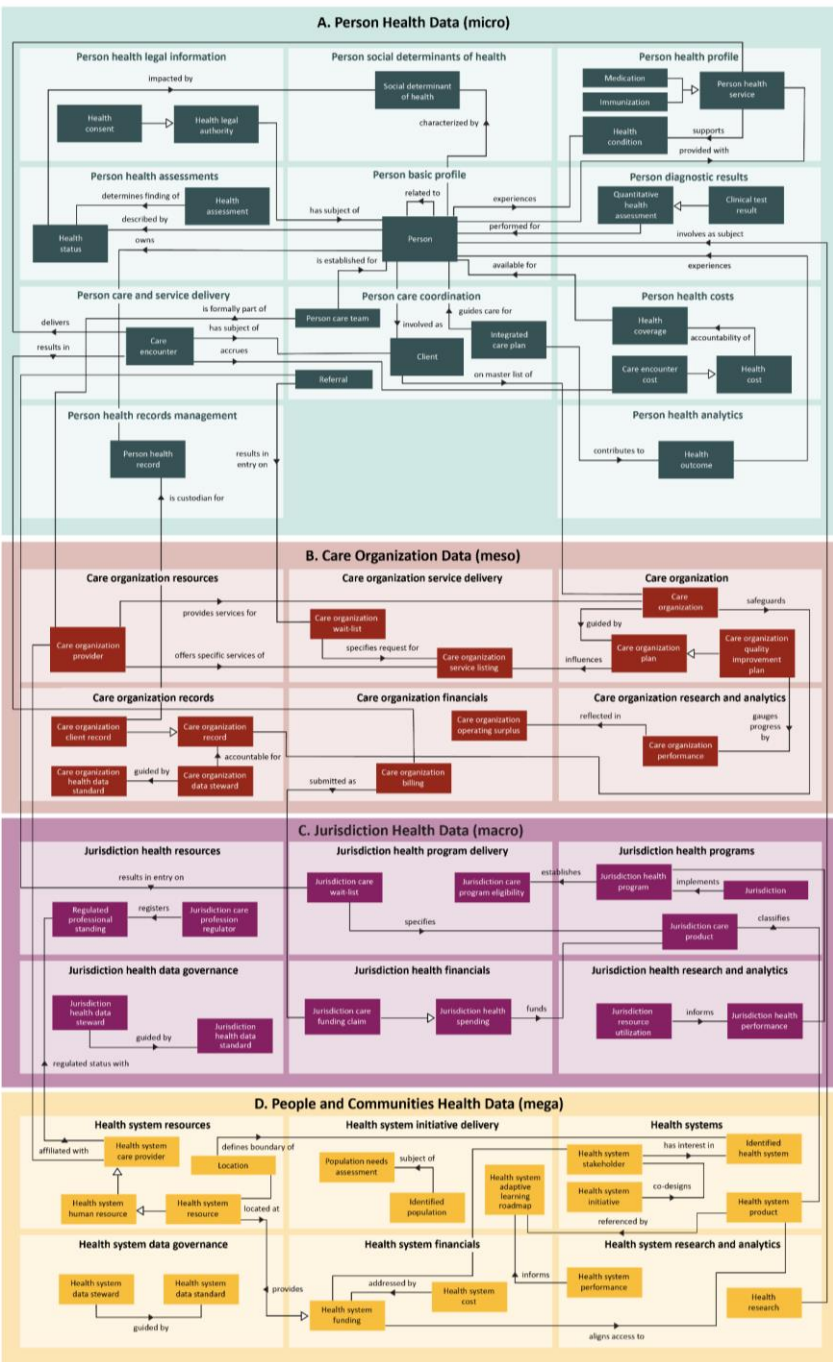 A. Person Health Data (micro)
Person health legal information
Person social determinants of health
Person health profile
impacted by
Social determinant
of health
Medication
Immunization
Person health
service
Health
consent
Health legal
authority
characterized by
supports
Health
condition
provided with
Person health assessments
Person basic profile
Person diagnostic results
determines finding of
Health
assessment
related to
experiences
Quantitative
health
assessment
Clinical test
result
described by
has subject of
Person
performed for
Health
status
owns
involves as subject
is established for
available for
experiences
Person care and service delivery
Person care coordination
Person health costs
is formally part of
Person care team
guides care for
Health
coverage
delivers
has subject of
involved as
Integrated
care plan
accountability of
results in
Care
encounter
accrues
Client
Care encounter
cost
Health
cost
Referral
on master list of
Person health records management
Person health analytics
Person health
record
results in
entry on
contributes to
Health
outcome
is custodian for
B. Care Organization Data (meso)
Care organization resources
Care organization service delivery
Care organization
provides services for
Care
organization
safeguards
Care organization
wait-list
guided by
Care organization
provider
specifies request for
Care organization
plan
Care organization
quality
improvement
plan
offers specific services of
Care organization
service listing
influences
Care organization records
Care organization financials
Care organization research and analytics
Care organization
client record
Care organization
record
Care organization
operating surplus
reflected in
gauges
progress
by
Care organization
performance
accountable for
Care organization
health data
standard
guided by
Care organization
data steward
submitted as
Care organization
billing
C. Jurisdiction Health Data (macro)
Jurisdiction health resources
Jurisdiction health program delivery
Jurisdiction health programs
results in entry on
Jurisdiction care
wait-list
Jurisdiction care
program eligibility
establishes
Jurisdiction health
program
implements
Jurisdiction
Regulated
professional
standing
registers
Jurisdiction care
profession
regulator
specifies
Jurisdiction care
product
classifies
Jurisdiction health data governance
Jurisdiction health financials
Jurisdiction health research and analytics
Jurisdiction
health data
steward
guided by
Jurisdiction
health data
standard
Jurisdiction care
funding claim
Jurisdiction health
spending
funds
Jurisdiction
resource
utilization
informs
Jurisdiction health
performance
regulated status with
D. People and Communities Health Data (mega)
Health system resources
Health system initiative delivery
Health systems
affiliated with
Health system
care provider
defines boundary of
Location
Population needs
assessment
subject of
Identified
population
Health system
adaptive
learning
roadmap
Health system
stakeholder
has interest in
Identified
health system
Health system
initiative
co-designs
Health system
human resource
Health system
resource
located at
Health system
product
referenced by
Health system data governance
Health system financials
Health system research and analytics
Health system
data steward
Health system
data standard
guided by
provides
addressed by
Health system
funding
Health system
cost
informs
Health system
performance
Health
research
aligns access to